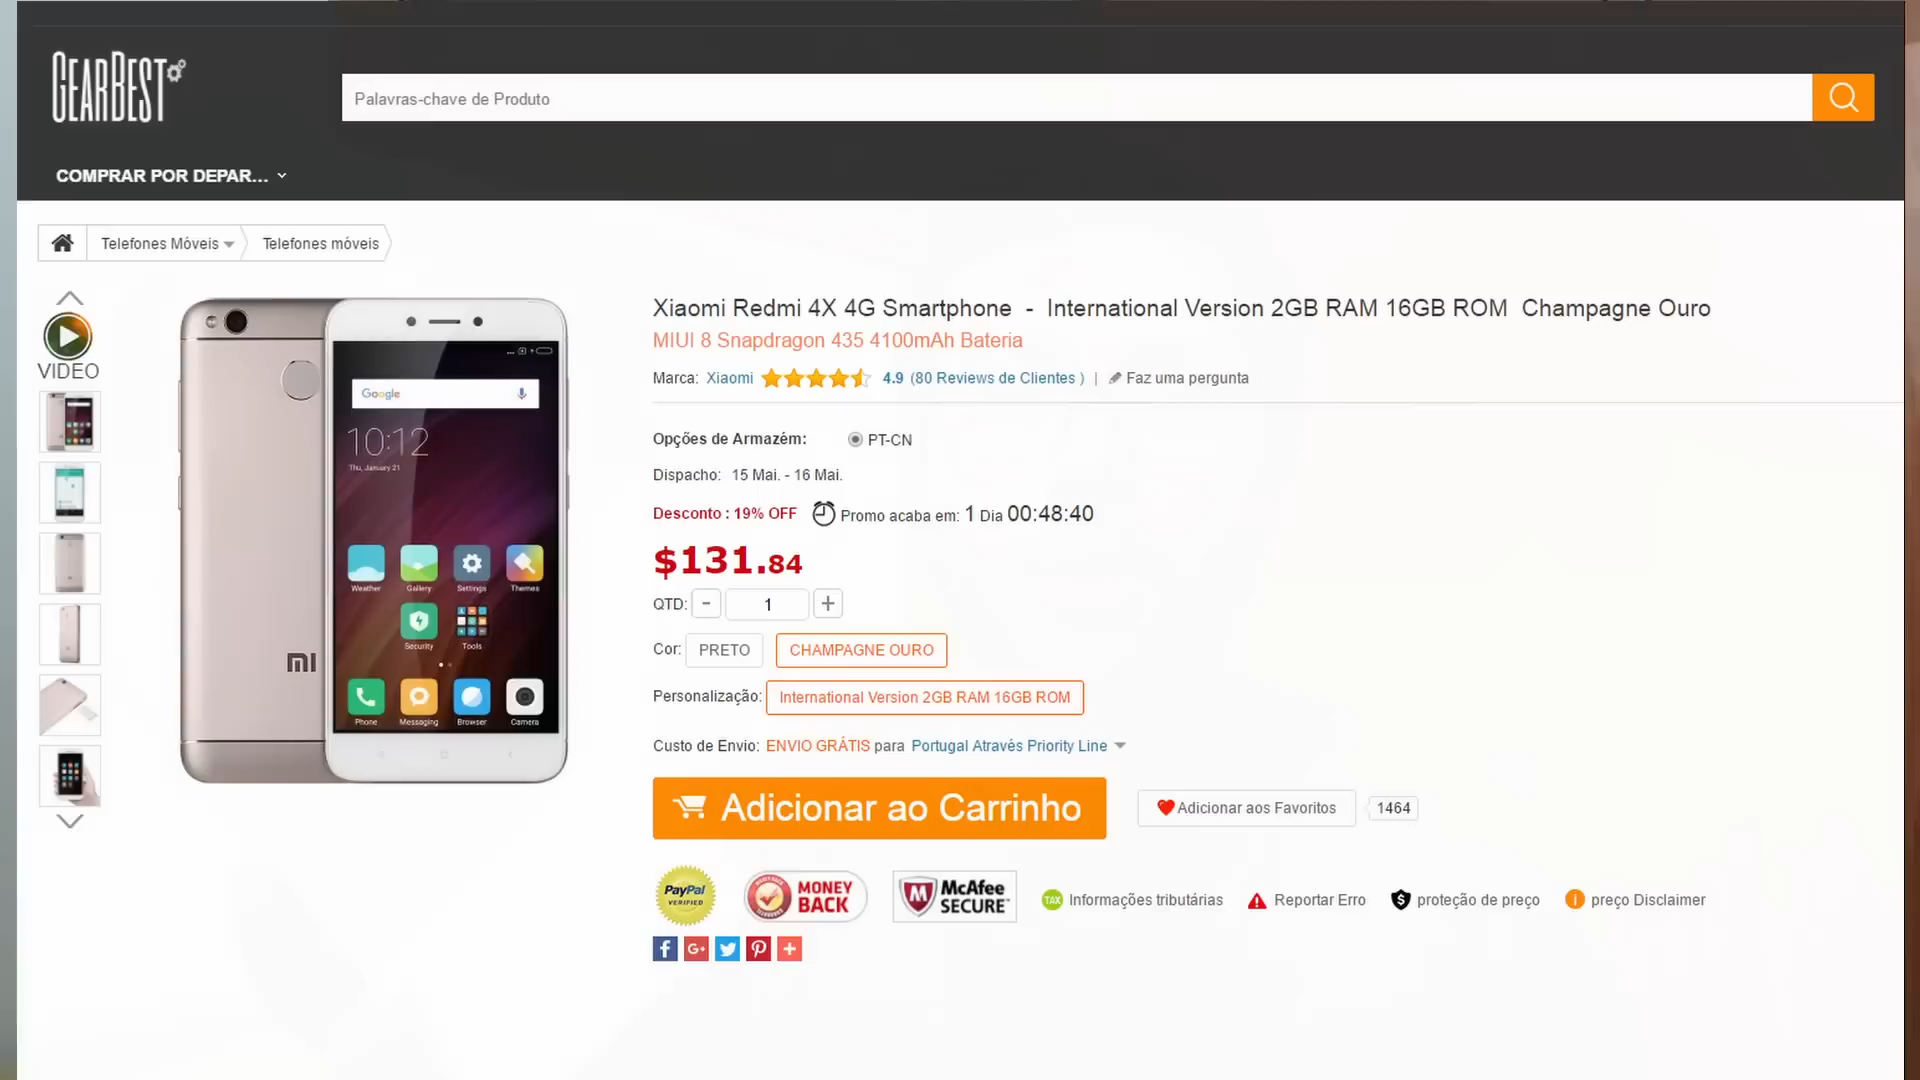 GEARBEST
Palavras-chave de Produto
COMPRAR POR DEPAR...
Telefones Móveis
Telefones móveis
VIDEO
Google
10:12
Thu, January 21
Weather
Gallery
Settings
Themes
Security
Tools
Phone
Messaging
Browser
Camera
MI
Xiaomi Redmi 4X 4G Smartphone - International Version 2GB RAM 16GB ROM Champagne Ouro
MIUI 8 Snapdragon 435 4100mAh Bateria
Marca: Xiaomi 4.9 (80 Reviews de Clientes ) | Faz uma pergunta
Opções de Armazém: PT-CN
Dispacho: 15 Mai. - 16 Mai.
Desconto : 19% OFF Promo acaba em: 1 Dia 00:48:40
$131.84
QTD: - 1 +
Cor: PRETO CHAMPAGNE OURO
Personalização: International Version 2GB RAM 16GB ROM
Custo de Envio: ENVIO GRÁTIS para Portugal Através Priority Line
Adicionar ao Carrinho
Adicionar aos Favoritos
1464
PayPal
VERIFIED
MONEY
BACK
McAfee
SECURE
TAX Informações tributárias
Reportar Erro
$ proteção de preço
i preço Disclaimer
f G+ +